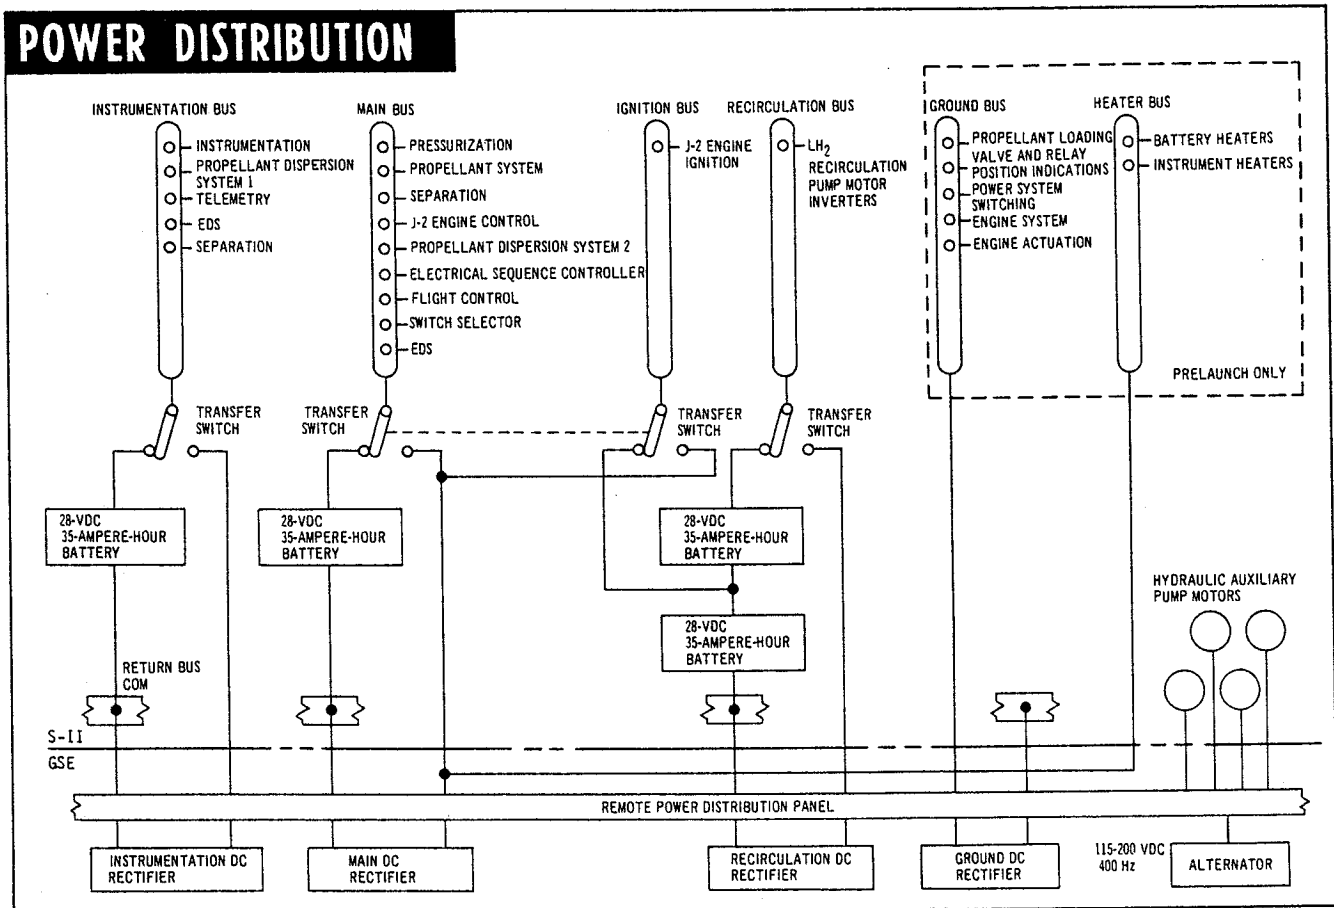 POWER DISTRIBUTION
INSTRUMENTATION BUS
INSTRUMENTATION
PROPELLANT DISPERSION
SYSTEM 1
TELEMETRY
EDS
SEPARATION
MAIN BUS
PRESSURIZATION
PROPELLANT SYSTEM
SEPARATION
J-2 ENGINE CONTROL
PROPELLANT DISPERSION SYSTEM 2
ELECTRICAL SEQUENCE CONTROLLER
FLIGHT CONTROL
SWITCH SELECTOR
EDS
IGNITION BUS
J-2 ENGINE
IGNITION
RECIRCULATION BUS
LH2
RECIRCULATION
PUMP MOTOR
INVERTERS
GROUND BUS
PROPELLANT LOADING
VALVE AND RELAY
POSITION INDICATIONS
POWER SYSTEM
SWITCHING
ENGINE SYSTEM
ENGINE ACTUATION
HEATER BUS
BATTERY HEATERS
INSTRUMENT HEATERS
PRELAUNCH ONLY
TRANSFER
SWITCH
TRANSFER
SWITCH
TRANSFER
SWITCH
TRANSFER
SWITCH
28-VDC
35-AMPERE-HOUR
BATTERY
28-VDC
35-AMPERE-HOUR
BATTERY
28-VDC
35-AMPERE-HOUR
BATTERY
28-VDC
35-AMPERE-HOUR
BATTERY
HYDRAULIC AUXILIARY
PUMP MOTORS
RETURN BUS
COM
S-II
GSE
REMOTE POWER DISTRIBUTION PANEL
INSTRUMENTATION DC
RECTIFIER
MAIN DC
RECTIFIER
RECIRCULATION DC
RECTIFIER
GROUND DC
RECTIFIER
115-200 VDC
400 Hz
ALTERNATOR